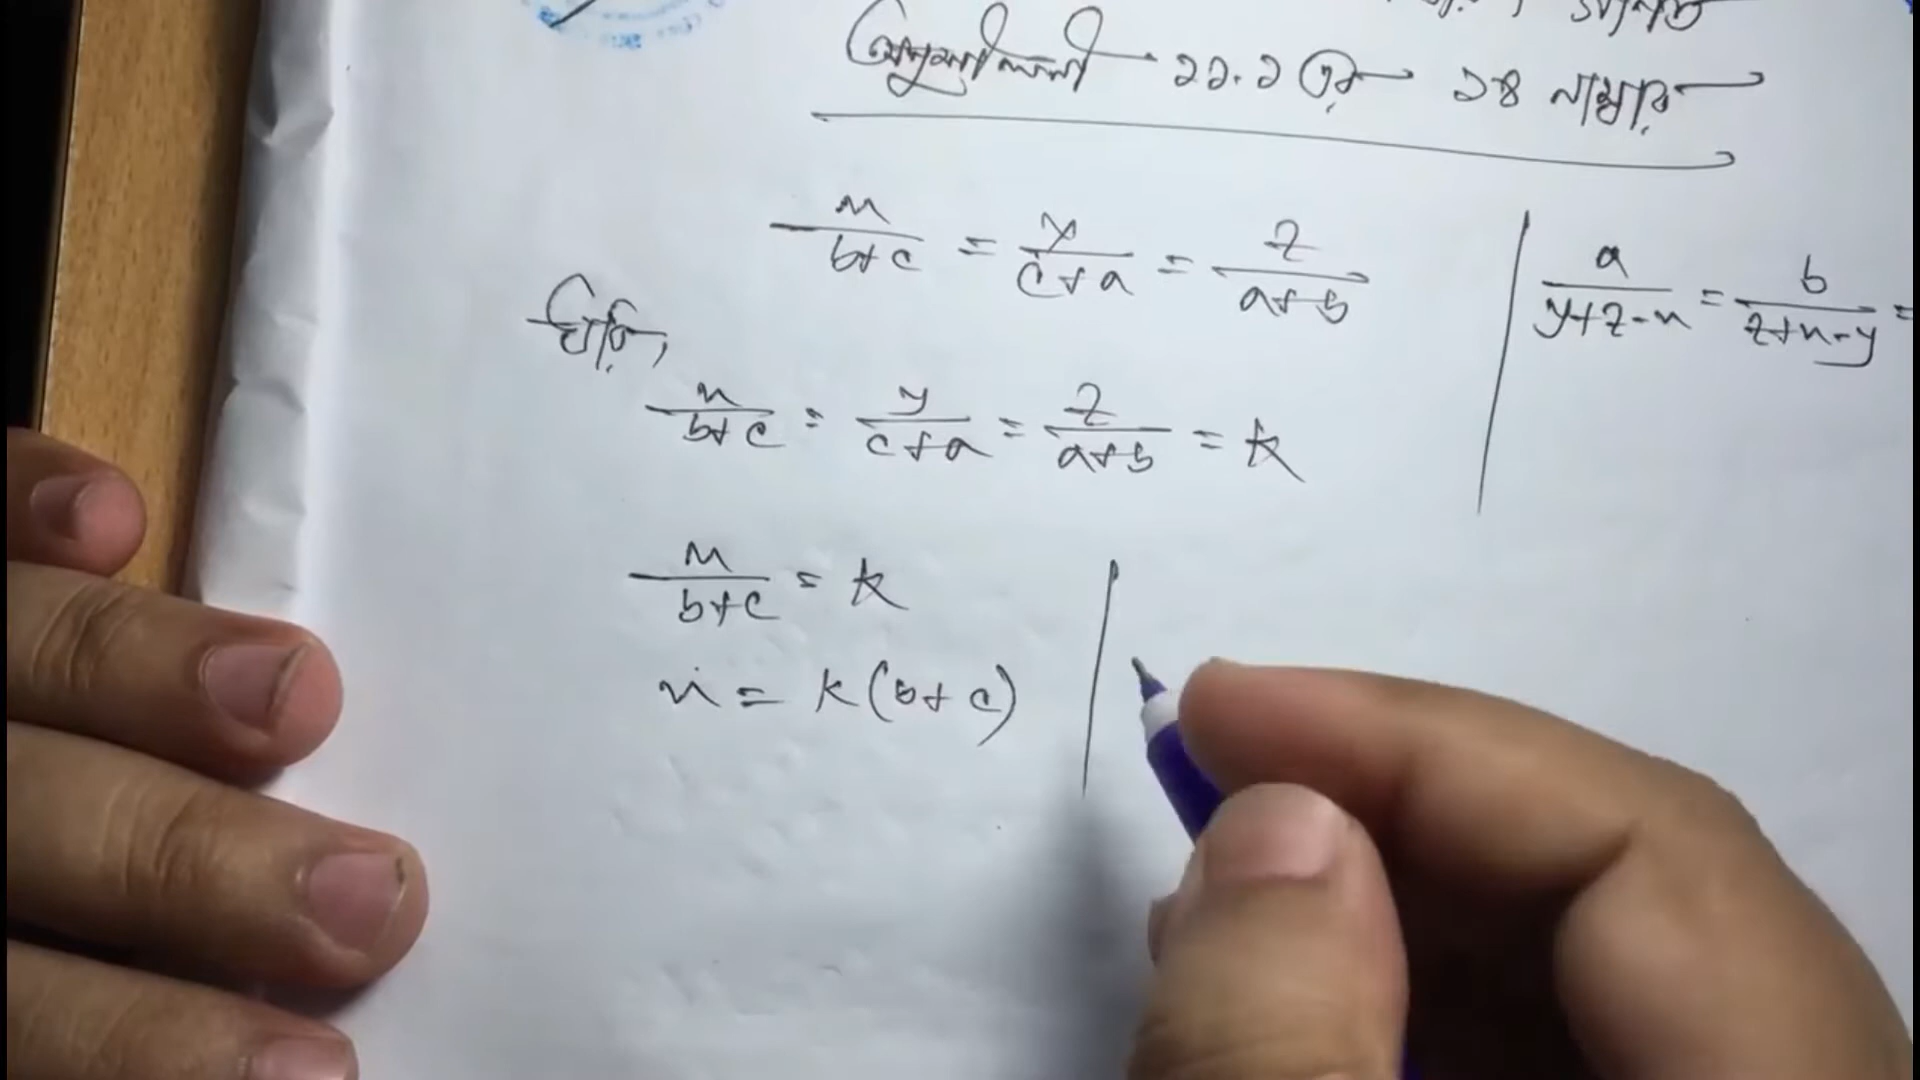 অনুশীলনী ১১.১ এর ১৪ নাম্বার
x/b+c = y/c+a = z/a+b | a/y+z-x = b/z+x-y =
ধরি,
x/b+c = y/c+a = z/a+b = k
x/b+c = k
x = k(b+c)